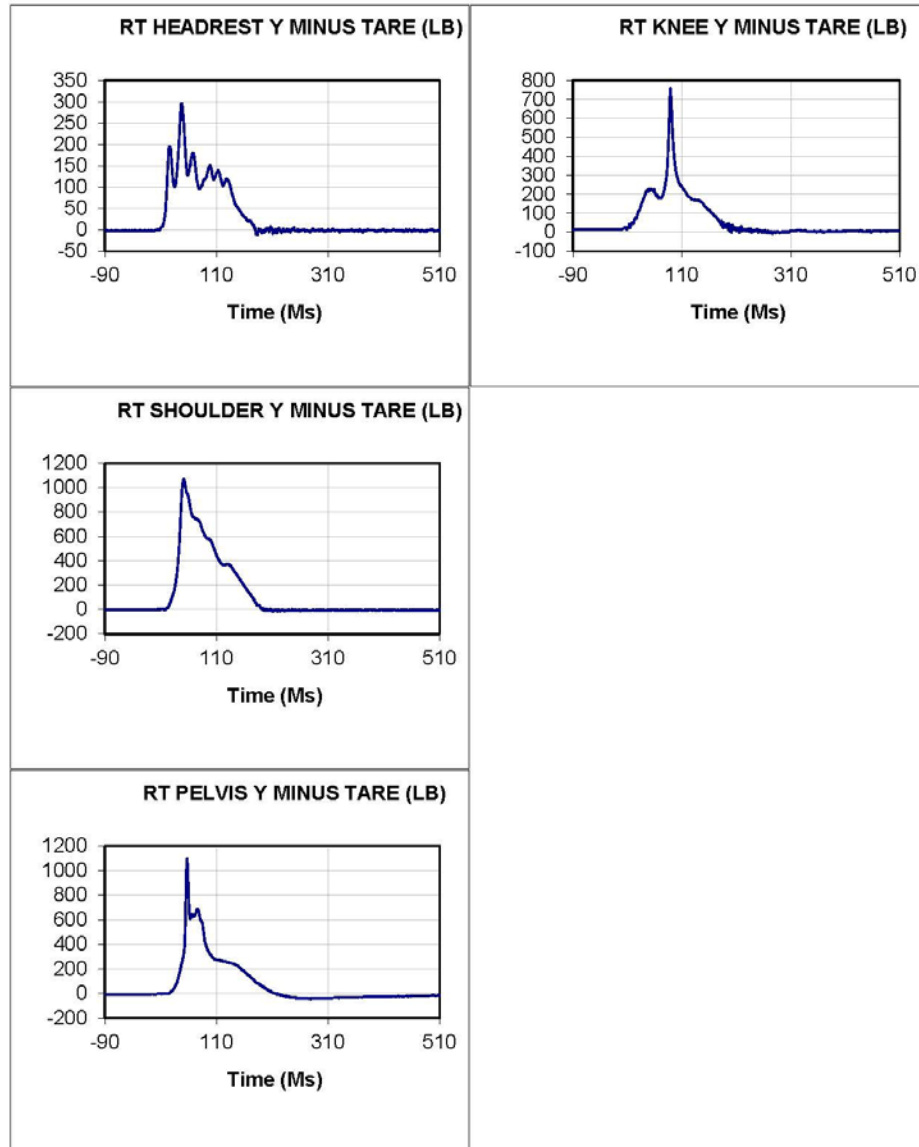 RT HEADREST Y MINUS TARE (LB)
350
300
250
200
150
100
50
0
-50
-90 110 310 510
Time (Ms)
RT KNEE Y MINUS TARE (LB)
800
700
600
500
400
300
200
100
0
-100
-90 110 310 510
Time (Ms)
RT SHOULDER Y MINUS TARE (LB)
1200
1000
800
600
400
200
0
-200
-90 110 310 510
Time (Ms)
RT PELVIS Y MINUS TARE (LB)
1200
1000
800
600
400
200
0
-200
-90 110 310 510
Time (Ms)